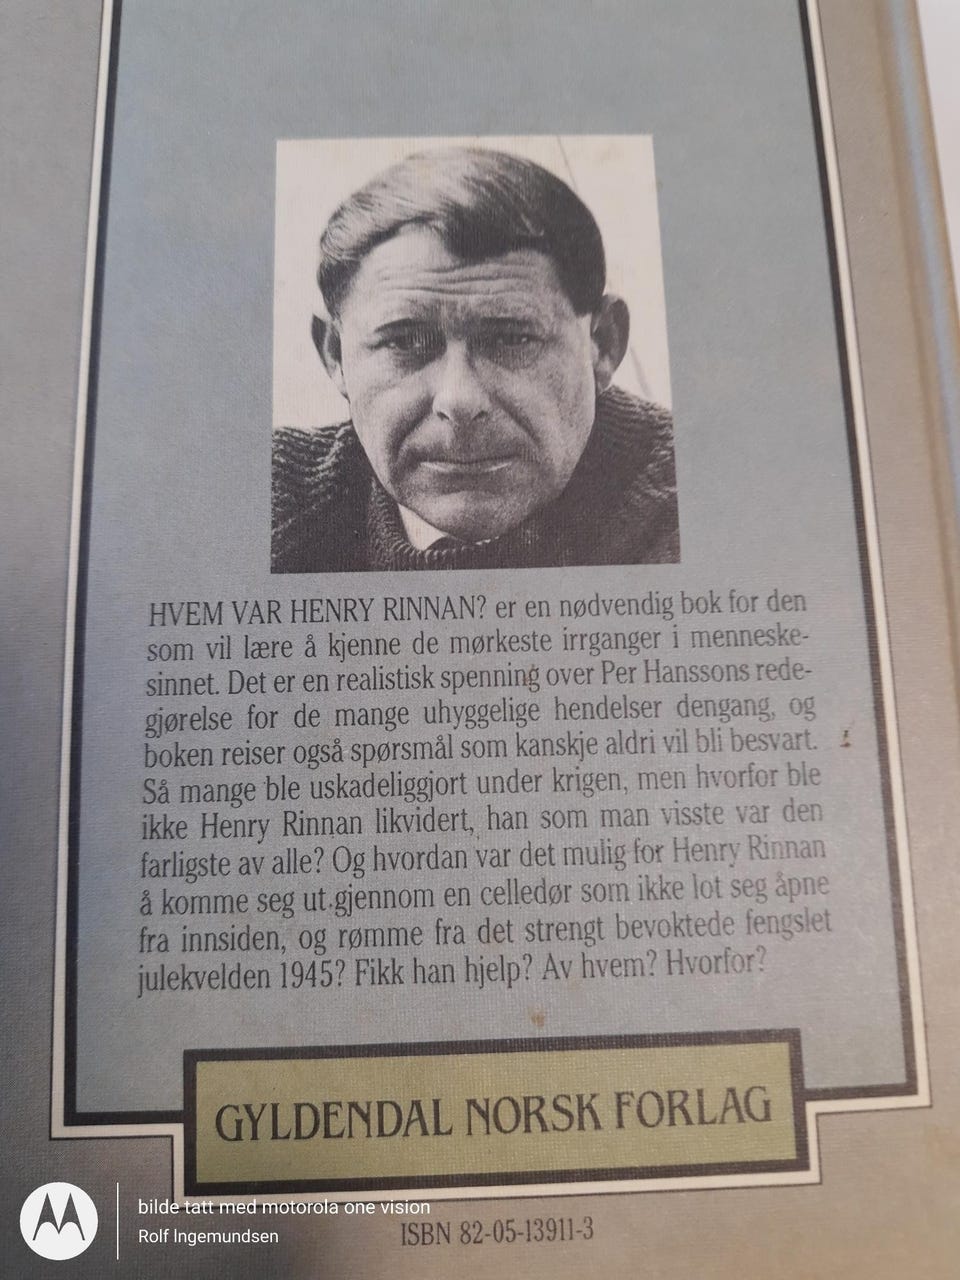 HVEM VAR HENRY RINNAN? er en nødvendig bok for den
som vil lære å kjenne de mørkeste irrganger i menneske-
sinnet. Det er en realistisk spenning over Per Hanssons rede-
gjørelse for de mange uhyggelige hendelser dengang, og
boken reiser også spørsmål som kanskje aldri vil bli besvart.
Så mange ble uskadeliggjort under krigen, men hvorfor ble
ikke Henry Rinnan likvidert, han som man visste var den
farligste av alle? Og hvordan var det mulig for Henry Rinnan
å komme seg ut gjennom en celledør som ikke lot seg åpne
fra innsiden, og rømme fra det strengt bevoktede fengslet
julekvelden 1945? Fikk han hjelp? Av hvem? Hvorfor?
GYLDENDAL NORSK FORLAG
ISBN 82-05-13911-3
bilde tatt med motorola one vision
Rolf Ingemundsen